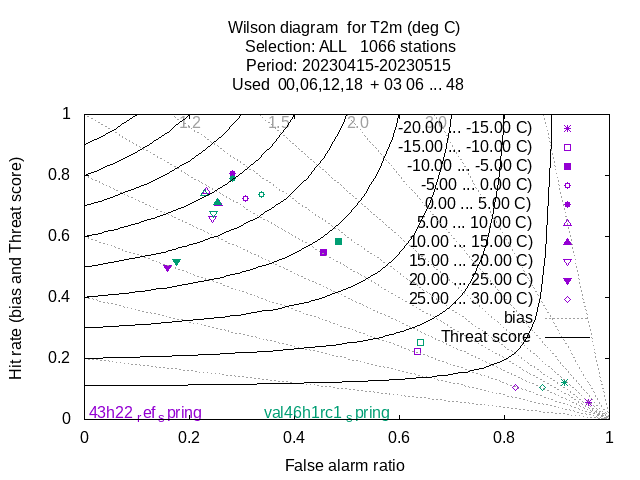 Wilson diagram for T2m (deg C)
Selection: ALL 1066 stations
Period: 20230415-20230515
Used 00,06,12,18 + 03 06 ... 48
Hit rate (bias and Threat score)
1
0.8
0.6
0.4
0.2
0
1.2
1.5
2.0
3.0
-20.00 ... -15.00 C)
-15.00 ... -10.00 C)
-10.00 ... -5.00 C)
-5.00 ... 0.00 C)
0.00 ... 5.00 C)
5.00 ... 10.00 C)
10.00 ... 15.00 C)
15.00 ... 20.00 C)
20.00 ... 25.00 C)
25.00 ... 30.00 C)
bias
Threat score
43h22refspring
val46h1rc1spring
0 0.2 0.4 0.6 0.8 1
False alarm ratio